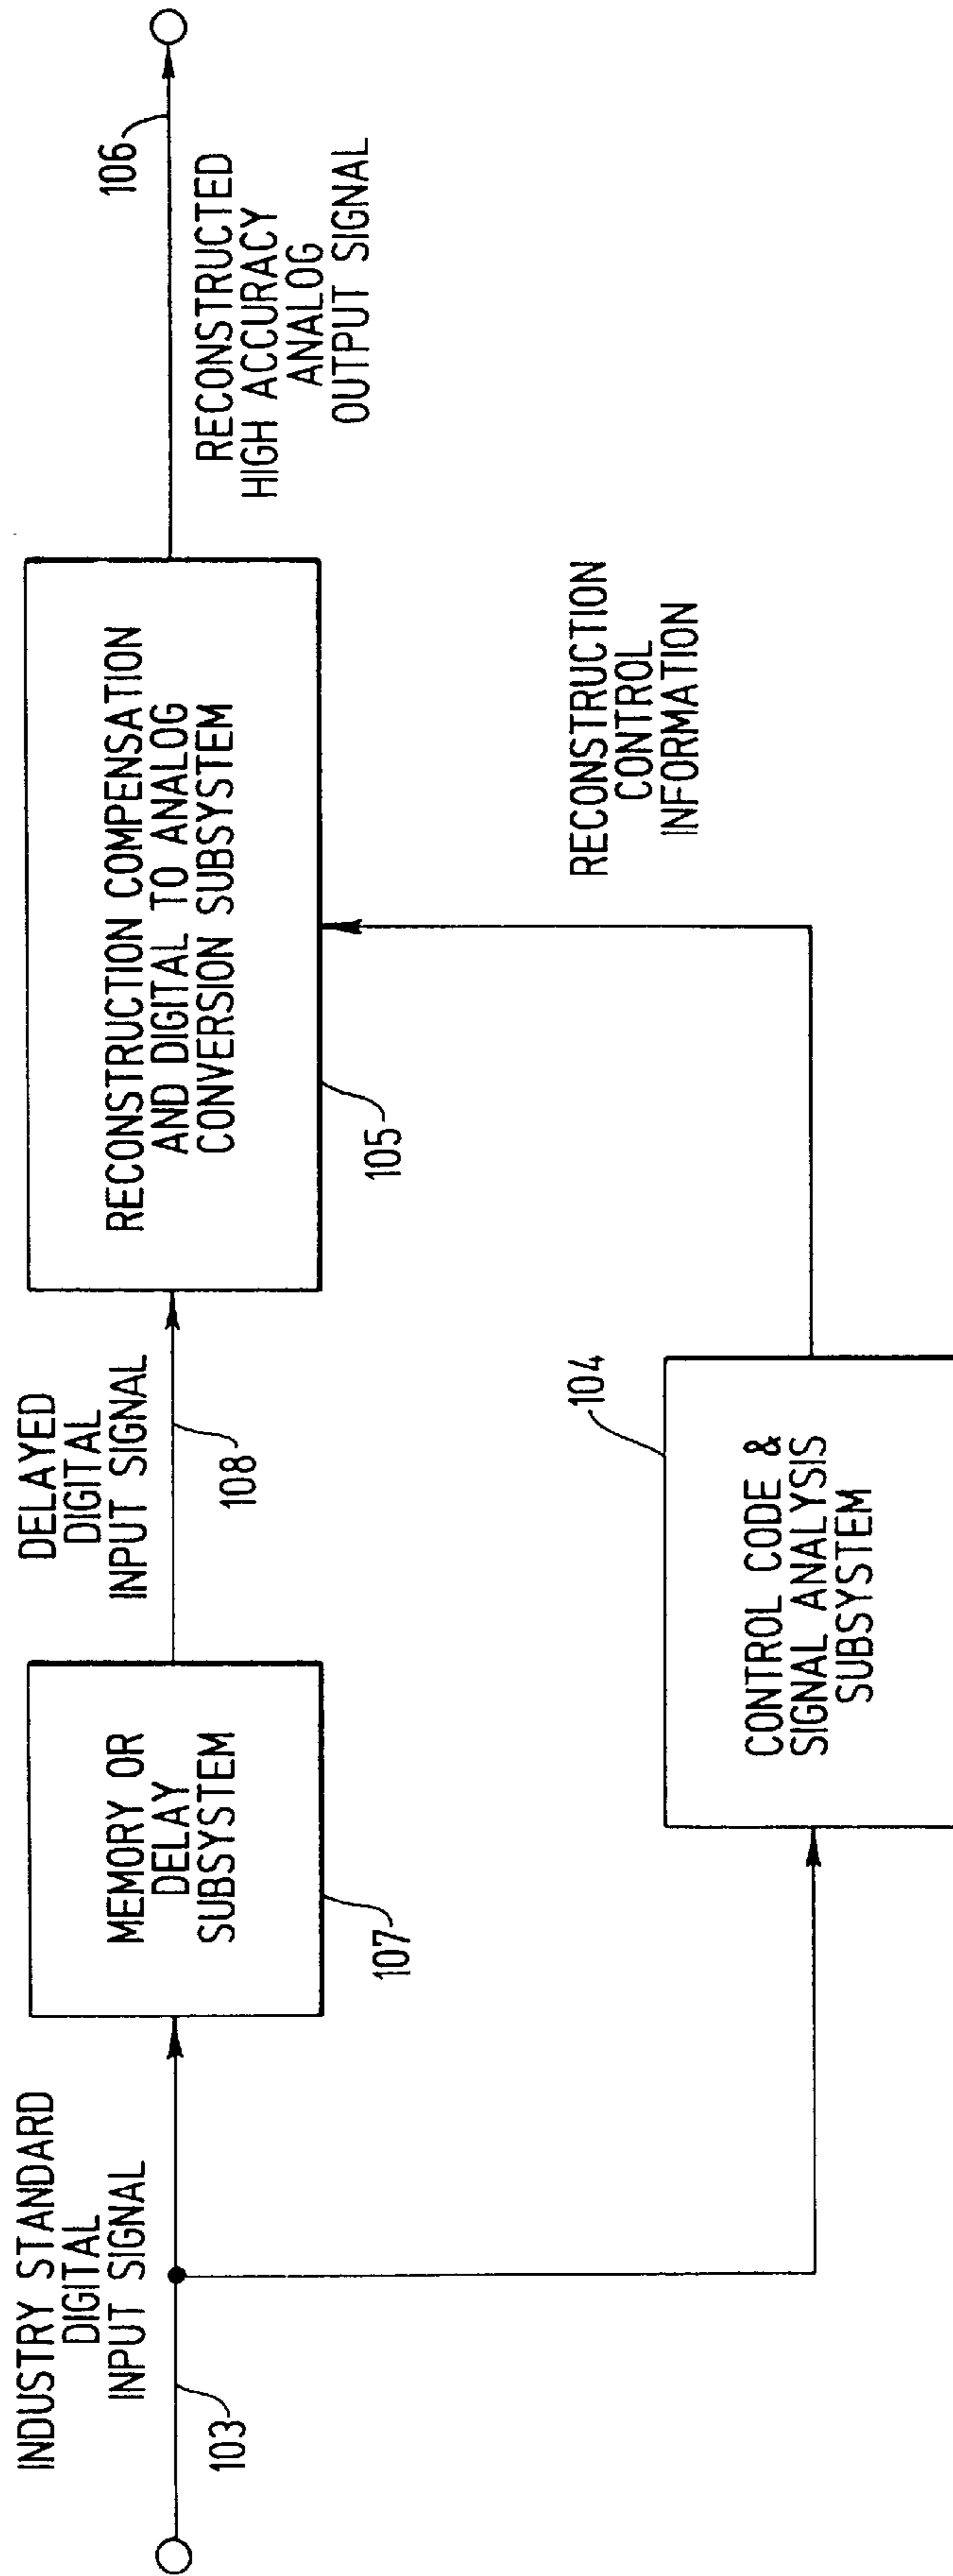 INDUSTRY STANDARD
DIGITAL
INPUT SIGNAL
103
MEMORY OR
DELAY
SUBSYSTEM
107
DELAYED
DIGITAL
INPUT SIGNAL
108
RECONSTRUCTION COMPENSATION
AND DIGITAL TO ANALOG
CONVERSION SUBSYSTEM
105
106
RECONSTRUCTED
HIGH ACCURACY
ANALOG
OUTPUT SIGNAL
104
CONTROL CODE &
SIGNAL ANALYSIS
SUBSYSTEM
RECONSTRUCTION
CONTROL
INFORMATION